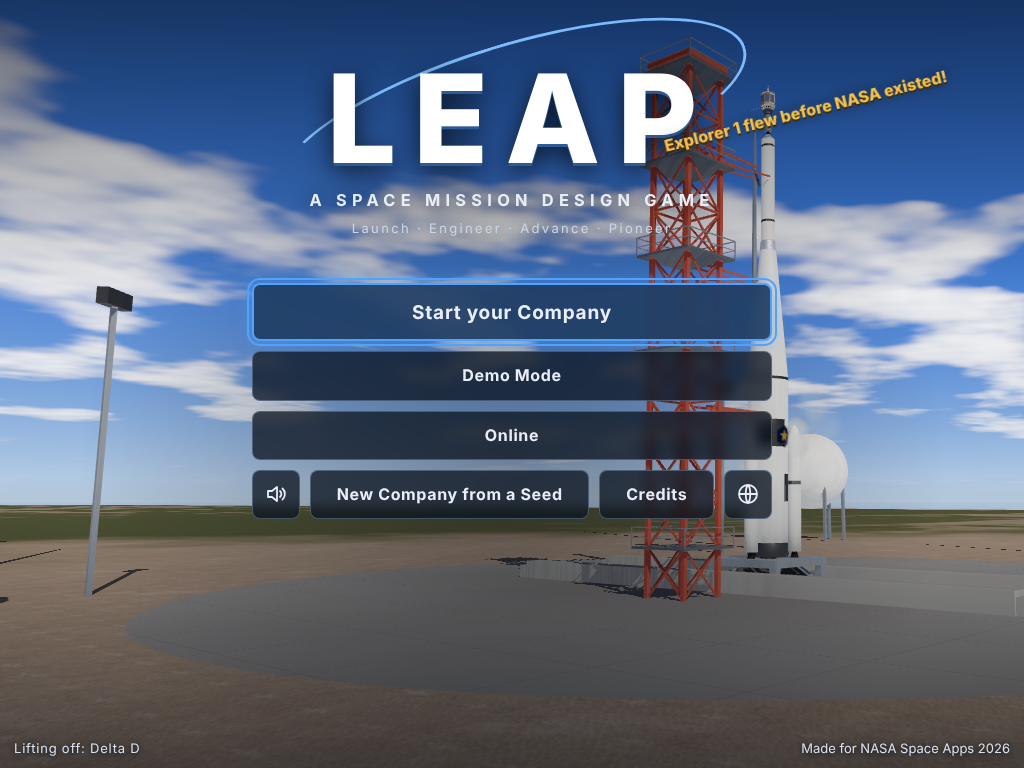 LEAP
Explorer 1 flew before NASA existed!
A SPACE MISSION DESIGN GAME
Launch · Engineer · Advance · Pioneer
Start your Company
Demo Mode
Online
New Company from a Seed
Credits
Lifting off: Delta D
Made for NASA Space Apps 2026